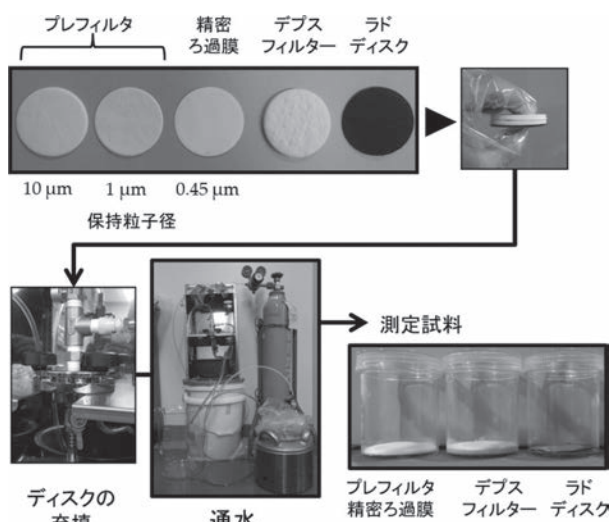 プレフィルタ
精密
ろ過膜
デプス
フィルター
ラド
ディスク
10 μm
1 μm
0.45 μm
保持粒子径
測定試料
ディスクの
充填
通水
プレフィルタ
精密ろ過膜
デプス
フィルター
ラド
ディスク